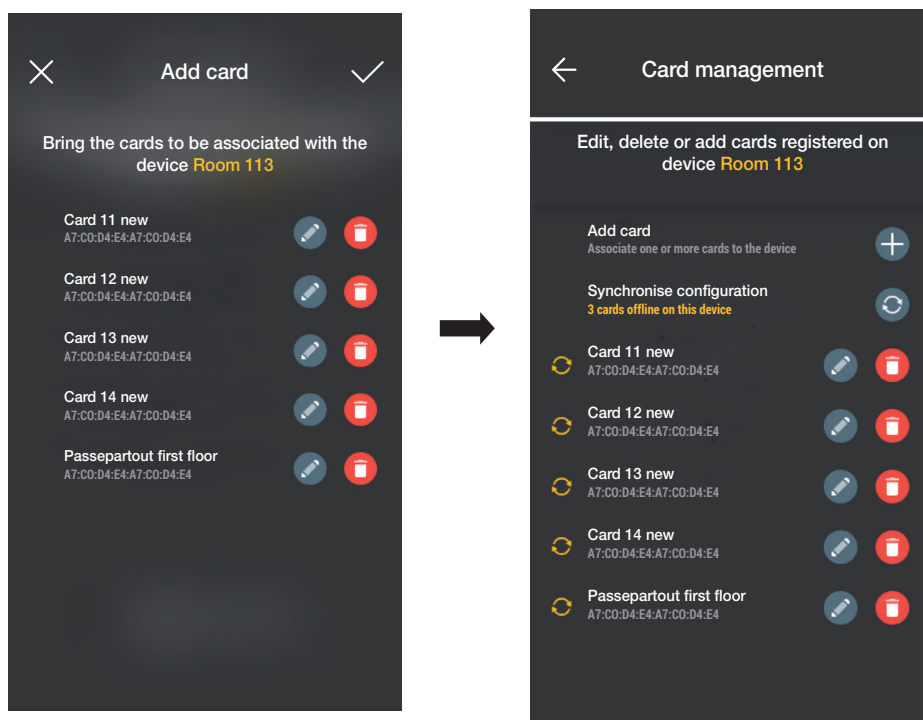 Add card
Bring the cards to be associated with the
device Room 113
Card 11 new
A7:C0:D4:E4:A7:C0:D4:E4
Card 12 new
A7:C0:D4:E4:A7:C0:D4:E4
Card 13 new
A7:C0:D4:E4:A7:C0:D4:E4
Card 14 new
A7:C0:D4:E4:A7:C0:D4:E4
Passepartout first floor
A7:C0:D4:E4:A7:C0:D4:E4
Card management
Edit, delete or add cards registered on
device Room 113
Add card
Associate one or more cards to the device
Synchronise configuration
3 cards offline on this device
Card 11 new
A7:C0:D4:E4:A7:C0:D4:E4
Card 12 new
A7:C0:D4:E4:A7:C0:D4:E4
Card 13 new
A7:C0:D4:E4:A7:C0:D4:E4
Card 14 new
A7:C0:D4:E4:A7:C0:D4:E4
Passepartout first floor
A7:C0:D4:E4:A7:C0:D4:E4